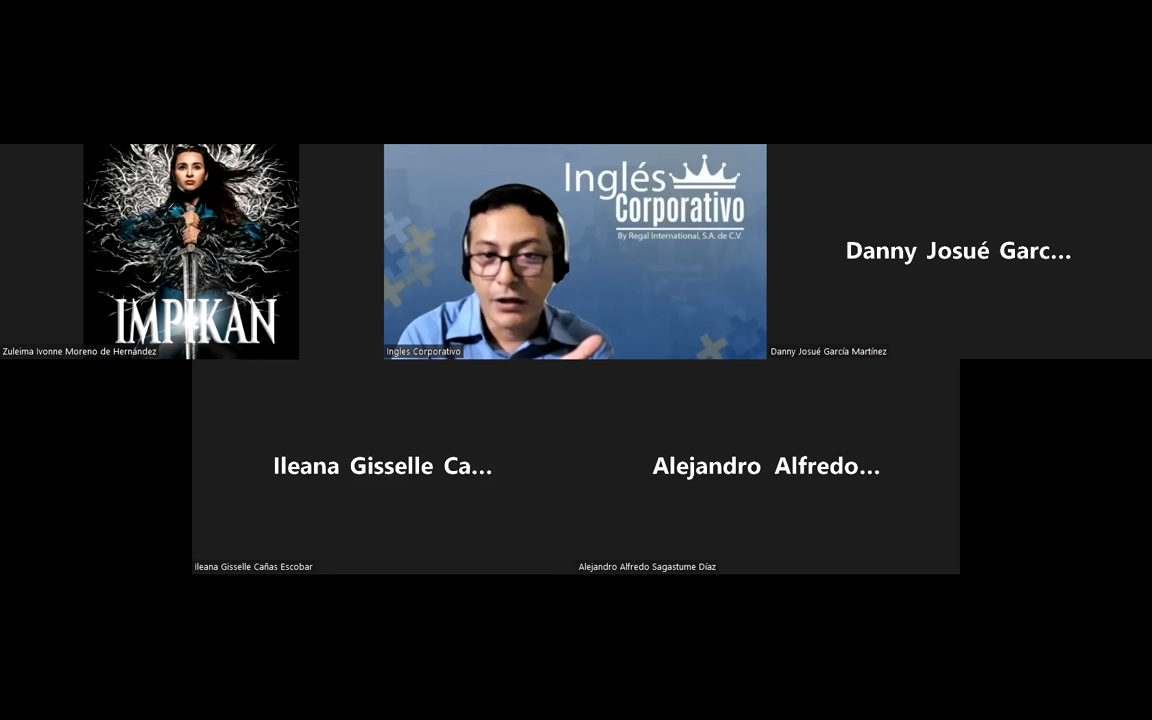 IMPIKAN
Zuleima Ivonne Moreno de Hernández
Inglés
Corporativo
By Regal International, S.A. de C.V.
Ingles Corporativo
Danny Josué Garc...
Danny Josué García Martínez
Ileana Gisselle Ca...
Ileana Gisselle Cañas Escobar
Alejandro Alfredo...
Alejandro Alfredo Sagastume Díaz